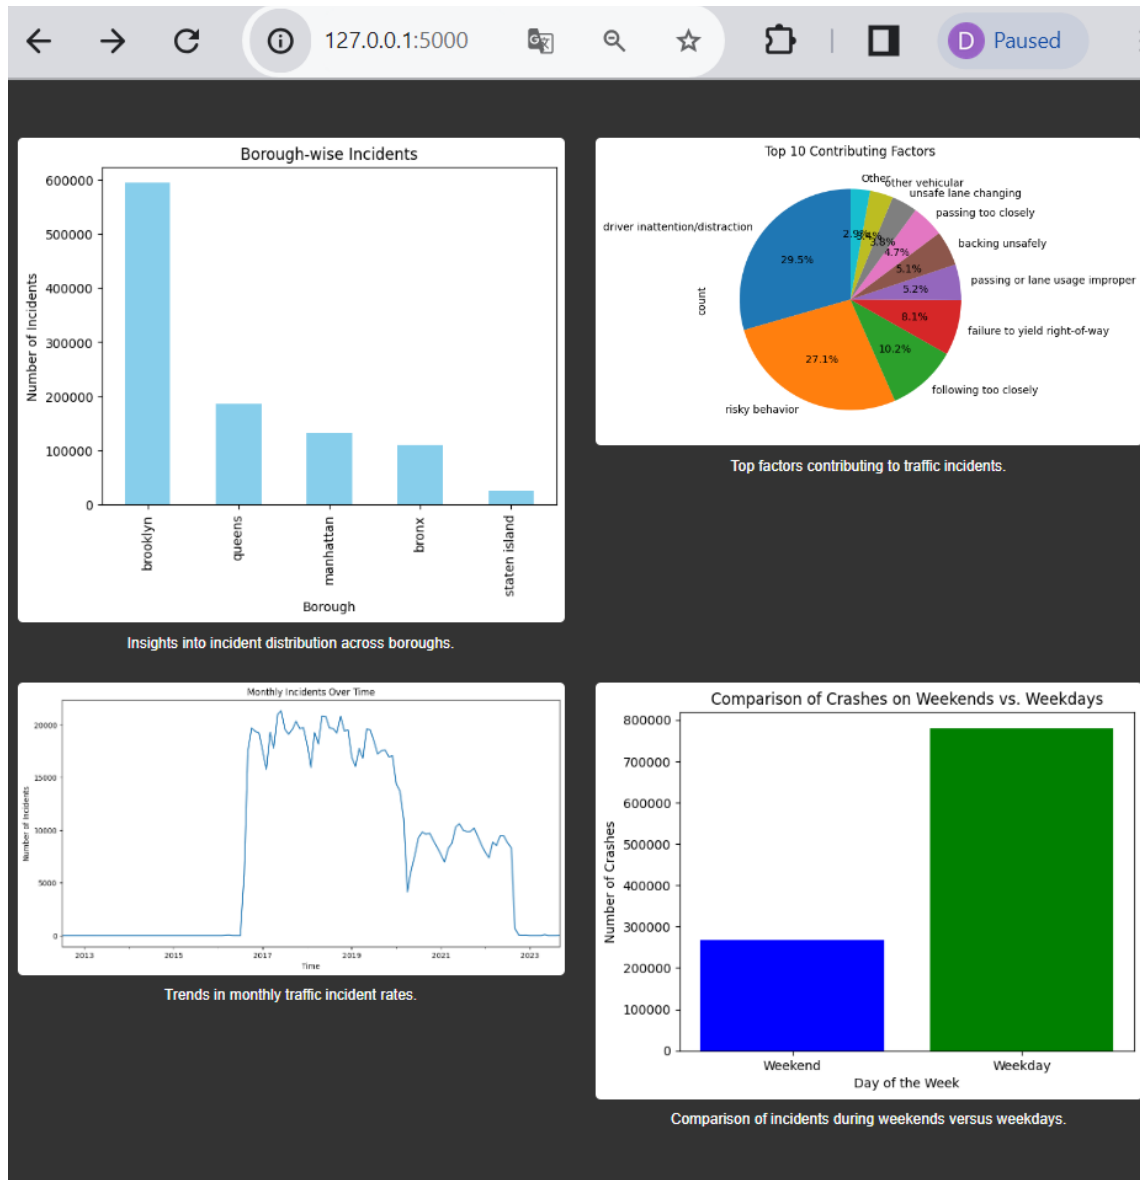 127.0.0.1:5000
D Paused
Borough-wise Incidents
600000
500000
400000
300000
200000
100000
0
Number of Incidents
brooklyn
queens
manhattan
bronx
staten island
Borough
Insights into incident distribution across boroughs.
Top 10 Contributing Factors
Other
other vehicular
unsafe lane changing
passing too closely
backing unsafely
passing or lane usage improper
failure to yield right-of-way
following too closely
risky behavior
driver inattention/distraction
count
2.9%
3.4%
3.8%
4.7%
5.1%
5.2%
8.1%
10.2%
27.1%
29.5%
Top factors contributing to traffic incidents.
Monthly Incidents Over Time
20000
15000
10000
5000
0
Number of Incidents
2013 2015 2017 2019 2021 2023
Time
Trends in monthly traffic incident rates.
Comparison of Crashes on Weekends vs. Weekdays
800000
700000
600000
500000
400000
300000
200000
100000
0
Number of Crashes
Weekend Weekday
Day of the Week
Comparison of incidents during weekends versus weekdays.